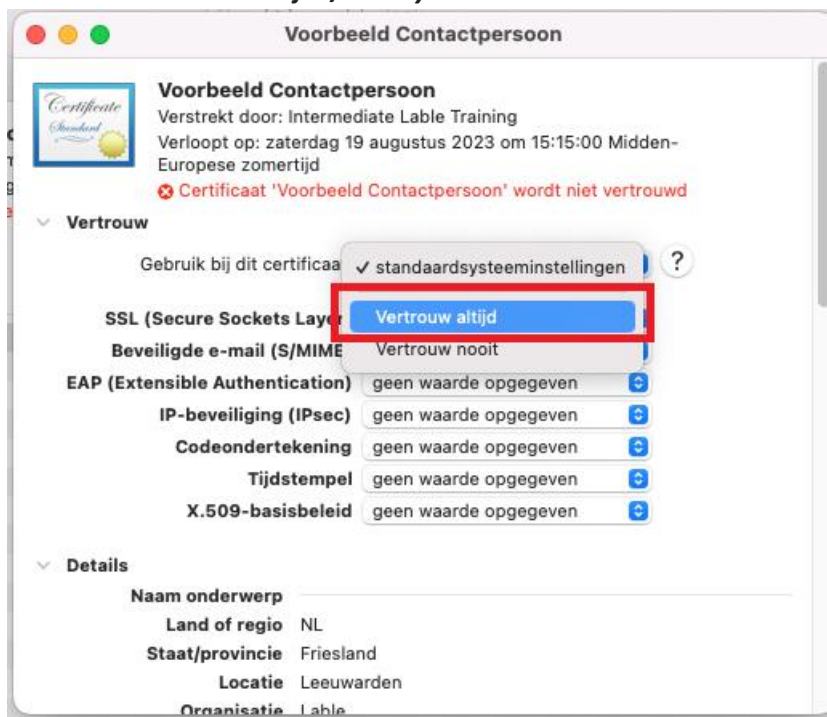 Voorbeeld Contactpersoon
Certificate
Standard
Voorbeeld Contactpersoon
Verstrekt door: Intermediate Lable Training
Verloopt op: zaterdag 19 augustus 2023 om 15:15:00 Midden-
Europese zomertijd
Certificaat 'Voorbeeld Contactpersoon' wordt niet vertrouwd
Vertrouw
Gebruik bij dit certificaa ✓ standaardsysteeminstellingen ?
SSL (Secure Sockets Layer Vertrouw altijd
Beveiligde e-mail (S/MIME Vertrouw nooit
EAP (Extensible Authentication) geen waarde opgegeven
IP-beveiliging (IPsec) geen waarde opgegeven
Codeondertekening geen waarde opgegeven
Tijdstempel geen waarde opgegeven
X.509-basisbeleid geen waarde opgegeven
Details
Naam onderwerp
Land of regio NL
Staat/provincie Friesland
Locatie Leeuwarden
Organisatie Lable